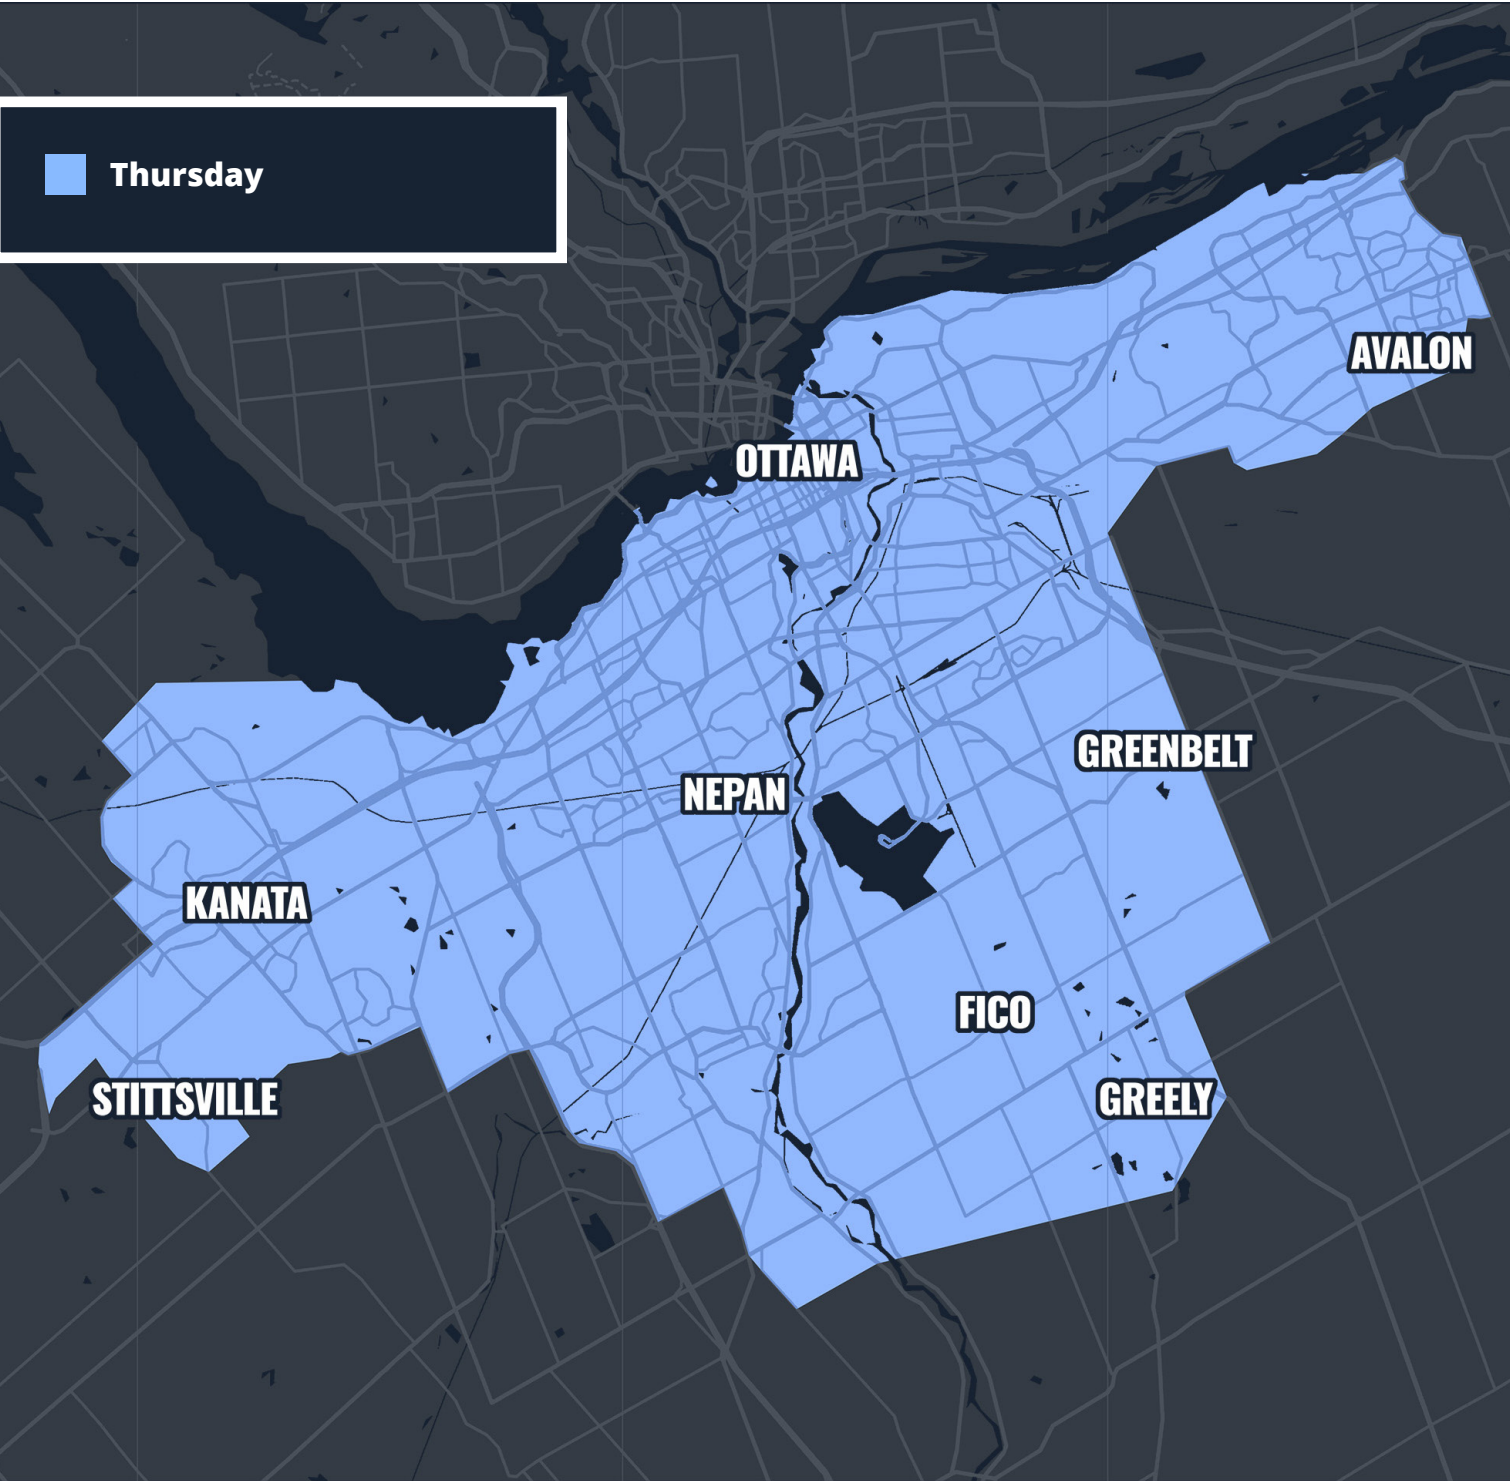 Thursday
AVALON
OTTAWA
GREENBELT
NEPAN
KANATA
FICO
STITTSVILLE
GREELY